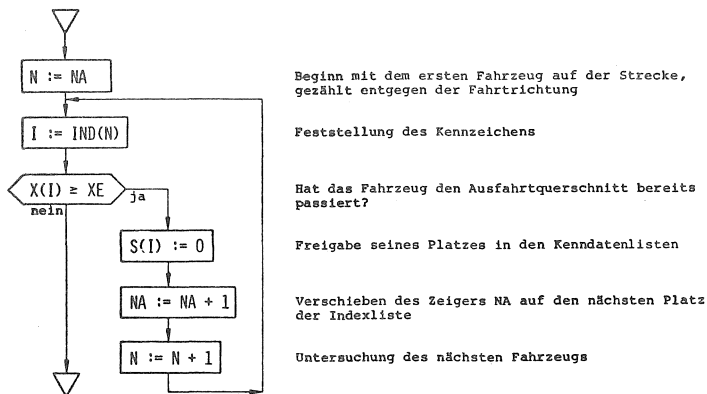 N := NA
Beginn mit dem ersten Fahrzeug auf der Strecke,
gezählt entgegen der Fahrtrichtung
I := IND(N)
Feststellung des Kennzeichens
X(I) ≥ XE
ja
nein
Hat das Fahrzeug den Ausfahrtquerschnitt bereits
passiert?
S(I) := 0
Freigabe seines Platzes in den Kenndatenlisten
NA := NA + 1
Verschieben des Zeigers NA auf den nächsten Platz
der Indexliste
N := N + 1
Untersuchung des nächsten Fahrzeugs